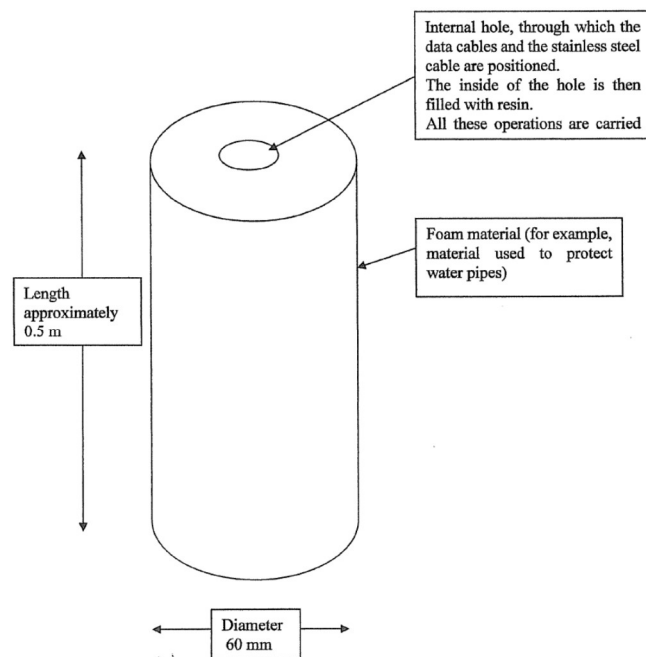 Internal hole, through which the
data cables and the stainless steel
cable are positioned.
The inside of the hole is then
filled with resin.
All these operations are carried
Foam material (for example,
material used to protect
water pipes)
Length
approximately
0.5 m
Diameter
60 mm